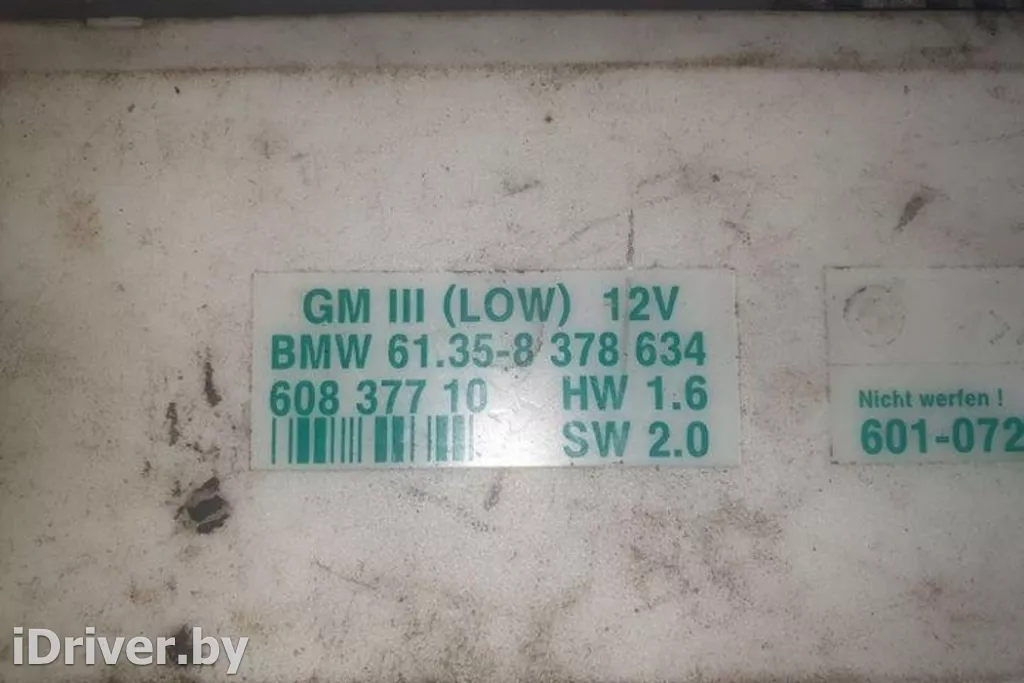 GM III (LOW) 12V
BMW 61.35-8 378 634
608 377 10 HW 1.6
SW 2.0
Nicht werfen !
601-072
iDriver.by